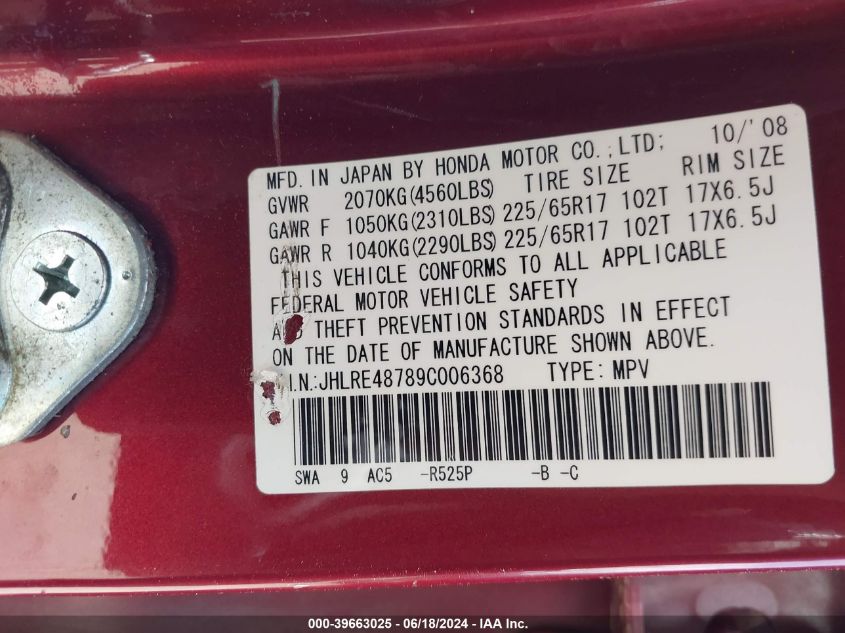 MFD. IN JAPAN BY HONDA MOTOR CO.;LTD; 10/'08
GVWR 2070KG(4560LBS) TIRE SIZE RIM SIZE
GAWR F 1050KG(2310LBS) 225/65R17 102T 17X6.5J
GAWR R 1040KG(2290LBS) 225/65R17 102T 17X6.5J
THIS VEHICLE CONFORMS TO ALL APPLICABLE
FEDERAL MOTOR VEHICLE SAFETY
AND THEFT PREVENTION STANDARDS IN EFFECT
ON THE DATE OF MANUFACTURE SHOWN ABOVE.
I.N.:JHLRE48789C006368 TYPE: MPV
SWA 9 AC5 -R525P -B -C
000-39663025 - 06/18/2024 - IAA Inc.